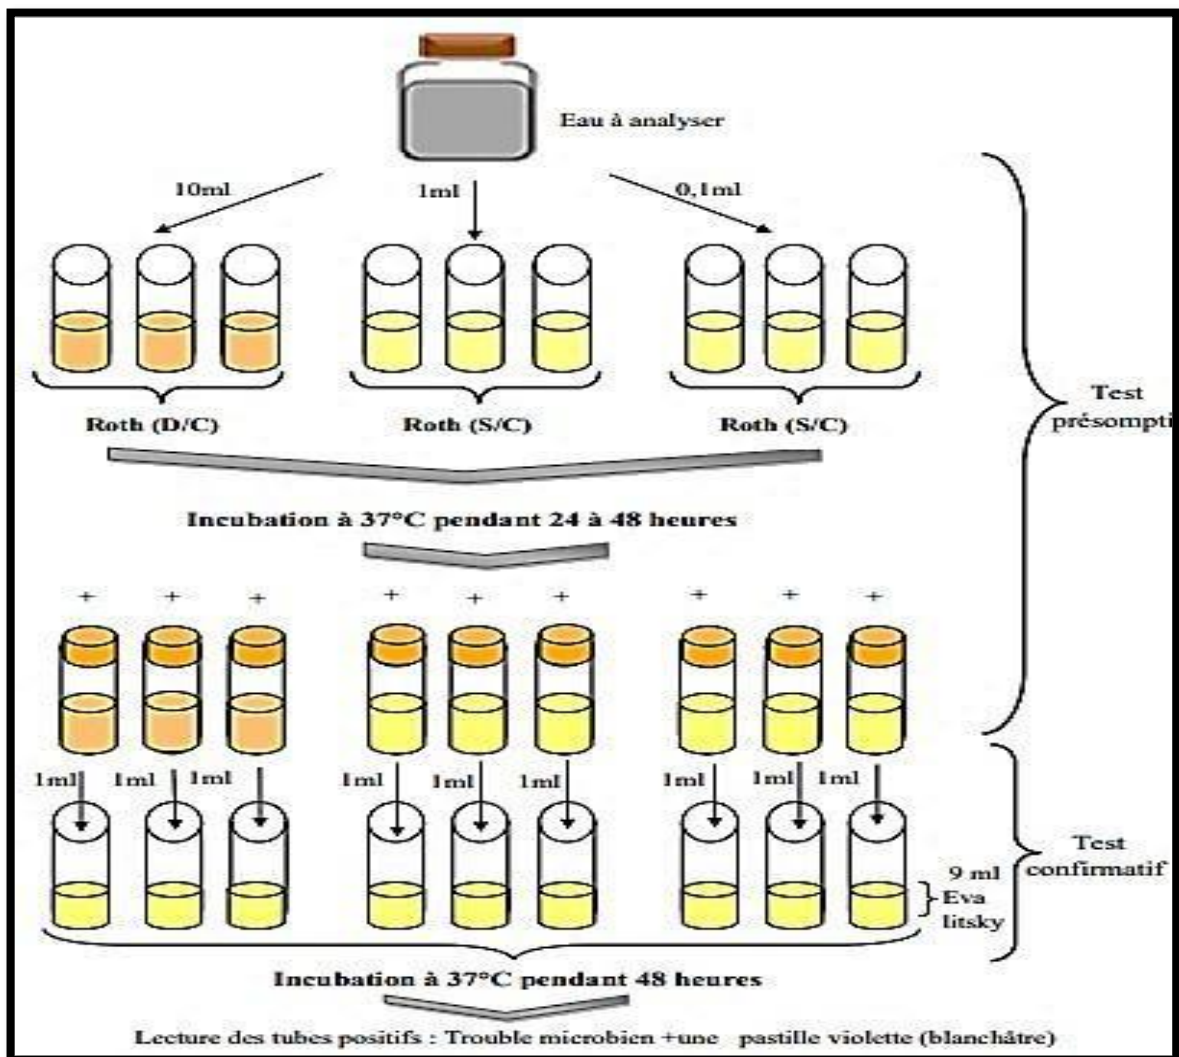 Eau à analyser
10ml
1ml
0,1ml
Roth (D/C)
Roth (S/C)
Roth (S/C)
Test
présompti
Incubation à 37°C pendant 24 à 48 heures
+ + + + + + + + +
1ml 1ml 1ml 1ml 1ml 1ml 1ml 1ml 1ml
Test
confirmatif
9 ml
Eva
litsky
Incubation à 37°C pendant 48 heures
Lecture des tubes positifs : Trouble microbien +une pastille violette (blanchâtre)